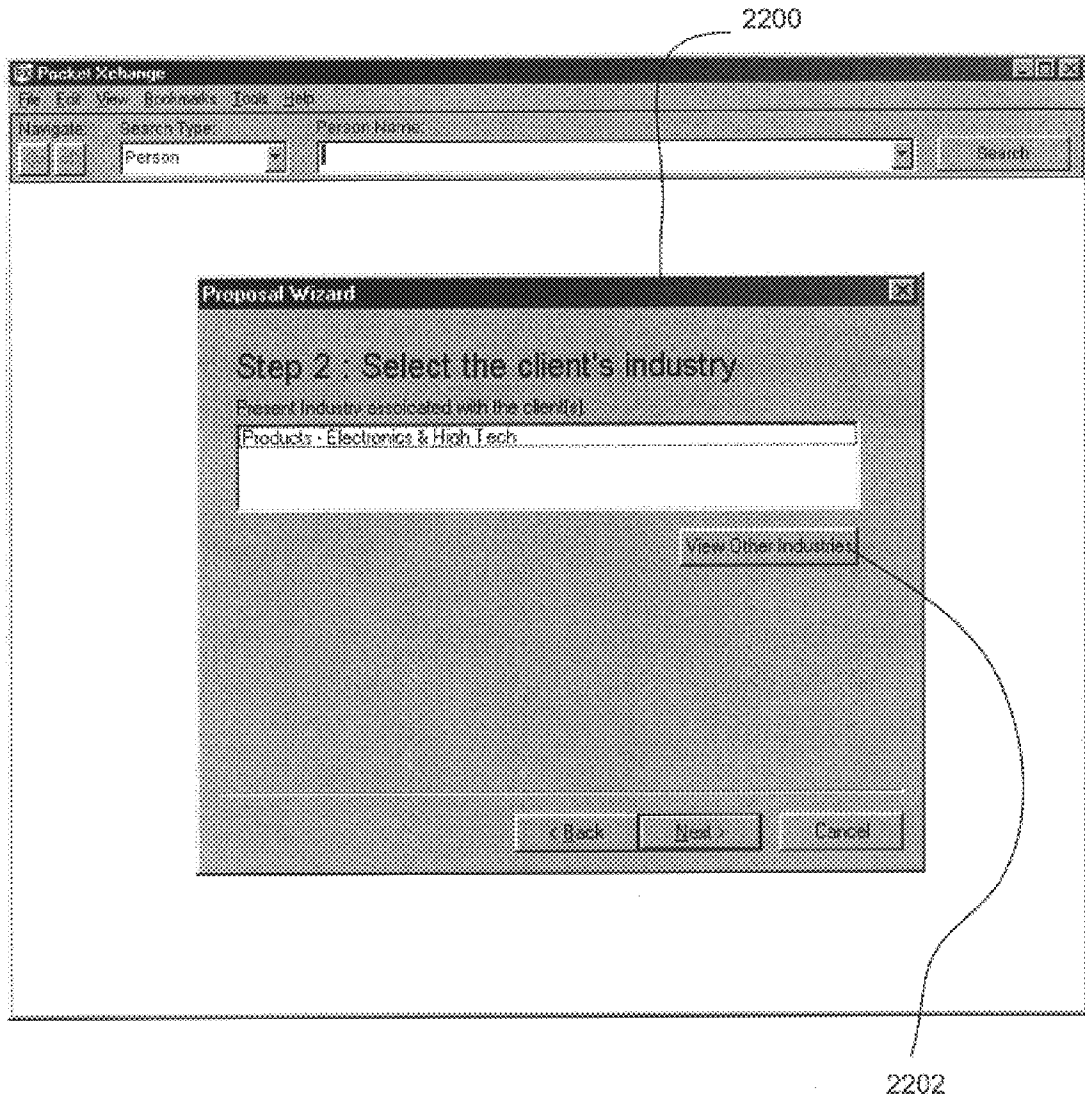 2200
Pocket Xchange
File Edit View Bookmarks Tools Help
Navigate: Search Type: Person Name:
Person Search
Proposal Wizard
Step 2 : Select the client's industry
Present Industry assoicated with the client(s)
Products - Electronics & High Tech
View Other Industries
< Back Next > Cancel
2202